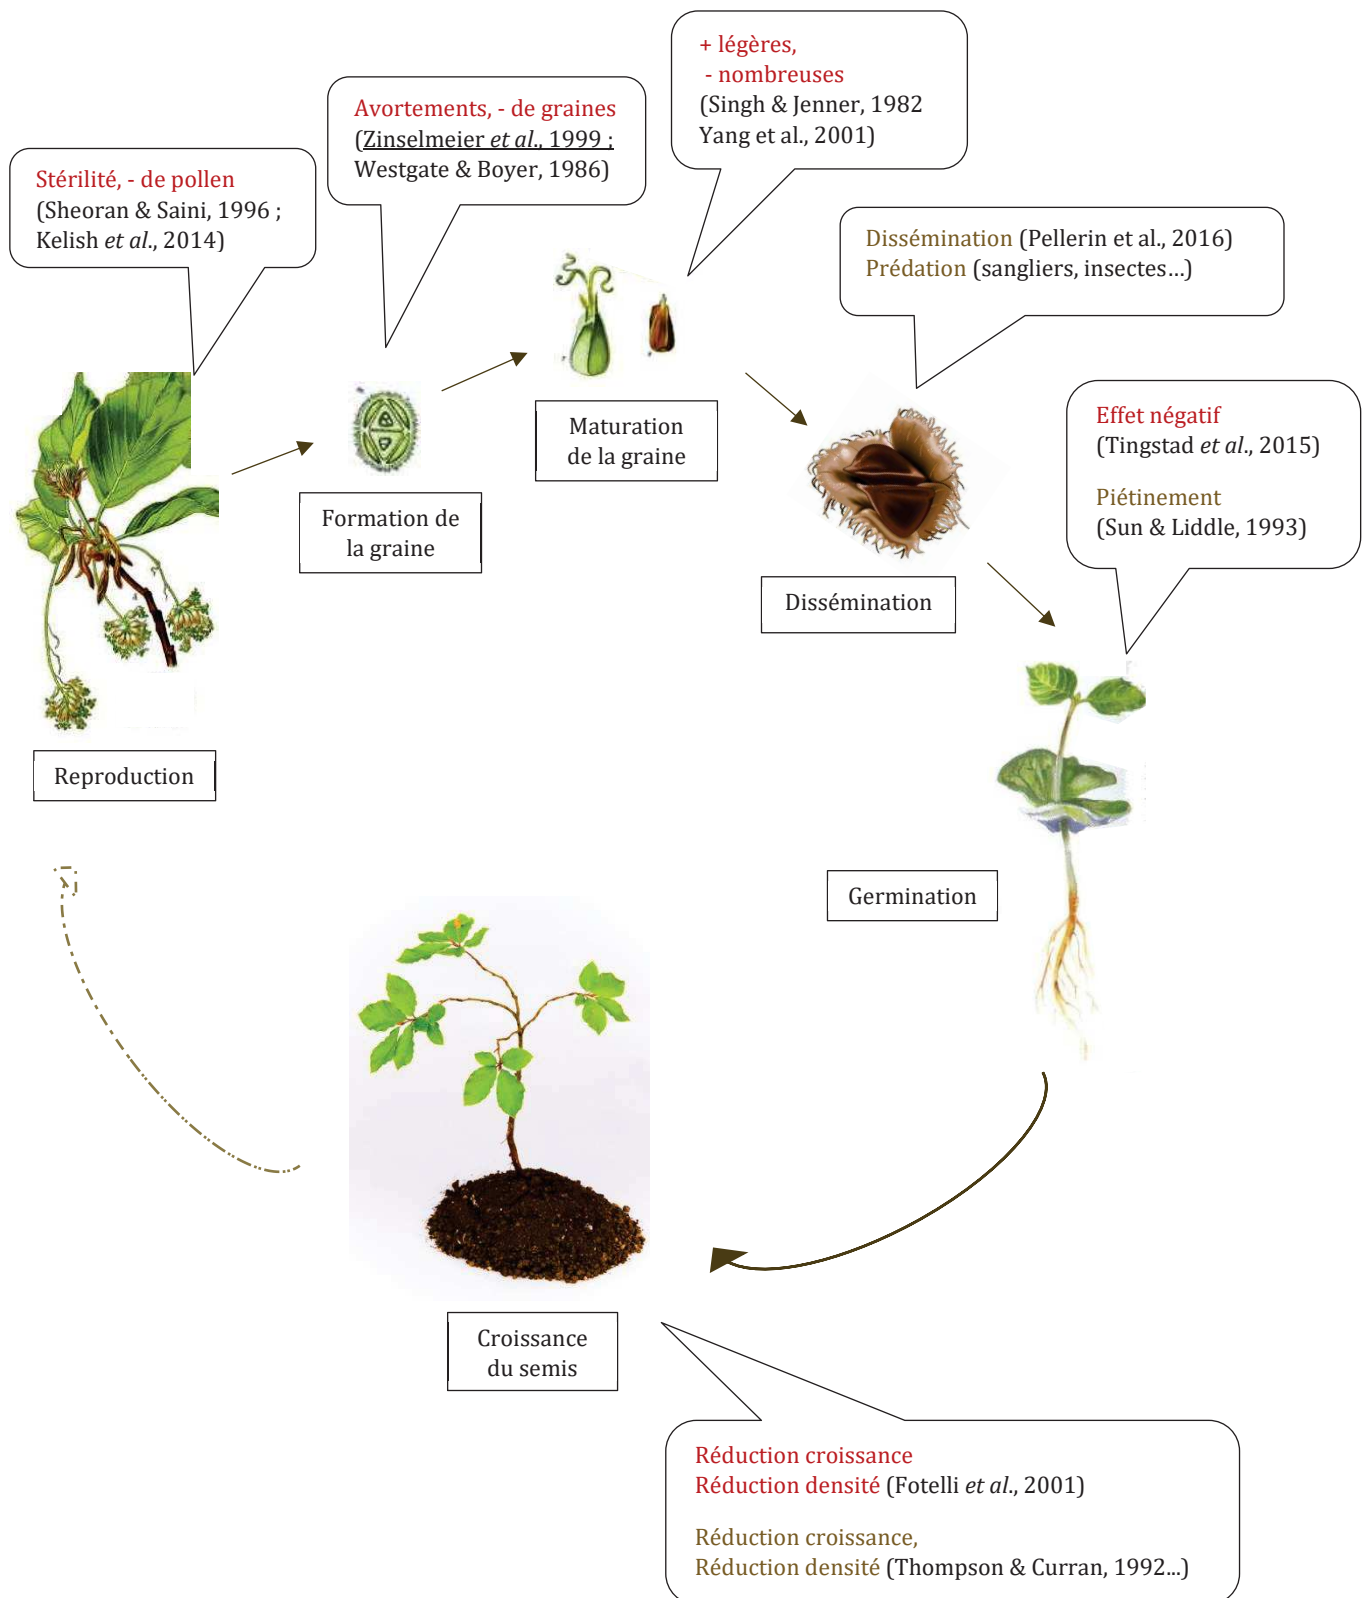 + légères,
- nombreuses
(Singh & Jenner, 1982
Yang et al., 2001)
Avortements, - de graines
(Zinselmeier et al., 1999 ;
Westgate & Boyer, 1986)
Stérilité, - de pollen
(Sheoran & Saini, 1996 ;
Kelish et al., 2014)
Dissémination (Pellerin et al., 2016)
Prédation (sangliers, insectes…)
Effet négatif
(Tingstad et al., 2015)
Piétinement
(Sun & Liddle, 1993)
Maturation
de la graine
Formation de
la graine
Dissémination
Reproduction
Germination
Croissance
du semis
Réduction croissance
Réduction densité (Fotelli et al., 2001)
Réduction croissance,
Réduction densité (Thompson & Curran, 1992...)